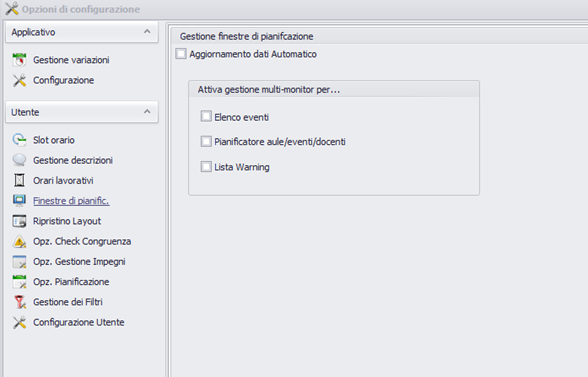 Opzioni di configurazione
Applicativo
Gestione variazioni
Configurazione
Utente
Slot orario
Gestione descrizioni
Orari lavorativi
Finestre di pianific.
Ripristino Layout
Opz. Check Congruenza
Opz. Gestione Impegni
Opz. Pianificazione
Gestione dei Filtri
Configurazione Utente
Gestione finestre di pianifcazione
Aggiornamento dati Automatico
Attiva gestione multi-monitor per...
Elenco eventi
Pianificatore aule/eventi/docenti
Lista Warning